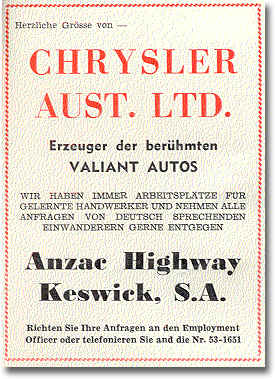 Herzliche Grösse von —
CHRYSLER
AUST. LTD.
Erzeuger der berühmten
VALIANT AUTOS
WIR HABEN IMMER ARBEITSPLÄTZE FÜR
GELERNTE HANDWERKER UND NEHMEN ALLE
ANFRAGEN VON DEUTSCH SPRECHENDEN
EINWANDERERN GERNE ENTGEGEN
Anzac Highway
Keswick, S.A.
Richten Sie Ihre Anfragen an den Employment
Officer oder telefonieren Sie and die Nr. 53-1651